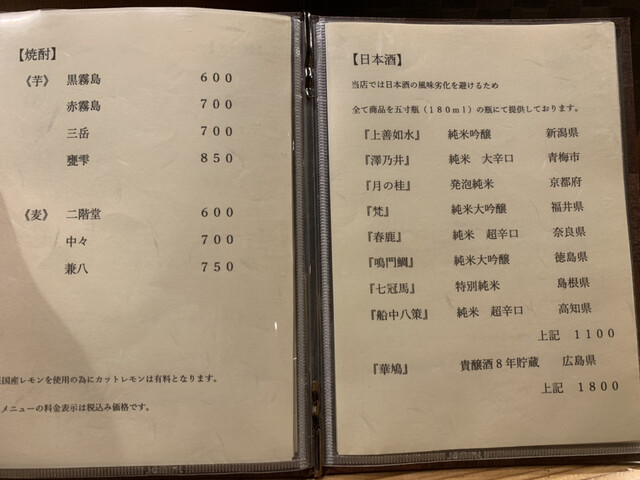 【焼酎】
《芋》 黒霧島 ６００
赤霧島 ７００
三岳 ７００
甕雫 ８５０
《麦》 二階堂 ６００
中々 ７００
兼八 ７５０
国産レモンを使用の為にカットレモンは有料となります。
メニューの料金表示は税込み価格です。
【日本酒】
当店では日本酒の風味劣化を避けるため
全て商品を五寸瓶（１８０ｍｌ）の瓶にて提供しております。
『上善如水』 純米吟醸 新潟県
『澤乃井』 純米 大辛口 青梅市
『月の桂』 発泡純米 京都府
『梵』 純米大吟醸 福井県
『春鹿』 純米 超辛口 奈良県
『鳴門鯛』 純米大吟醸 徳島県
『七冠馬』 特別純米 島根県
『船中八策』 純米 超辛口 高知県
上記 １１００
『華鳩』 貴醸酒８年貯蔵 広島県
上記 １８００